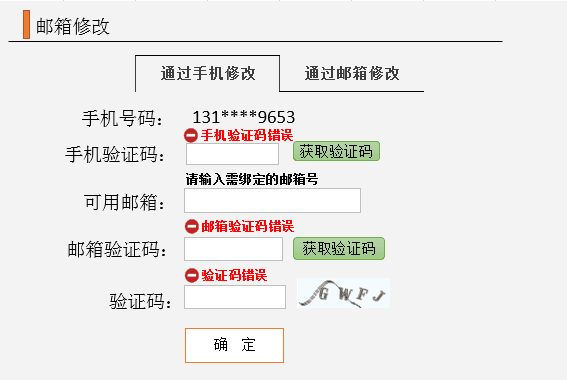 邮箱修改
通过手机修改 通过邮箱修改
手机号码： 131****9653
手机验证码错误
手机验证码： 获取验证码
请输入需绑定的邮箱号
可用邮箱：
邮箱验证码错误
邮箱验证码： 获取验证码
验证码错误
验证码： GWFJ
确 定